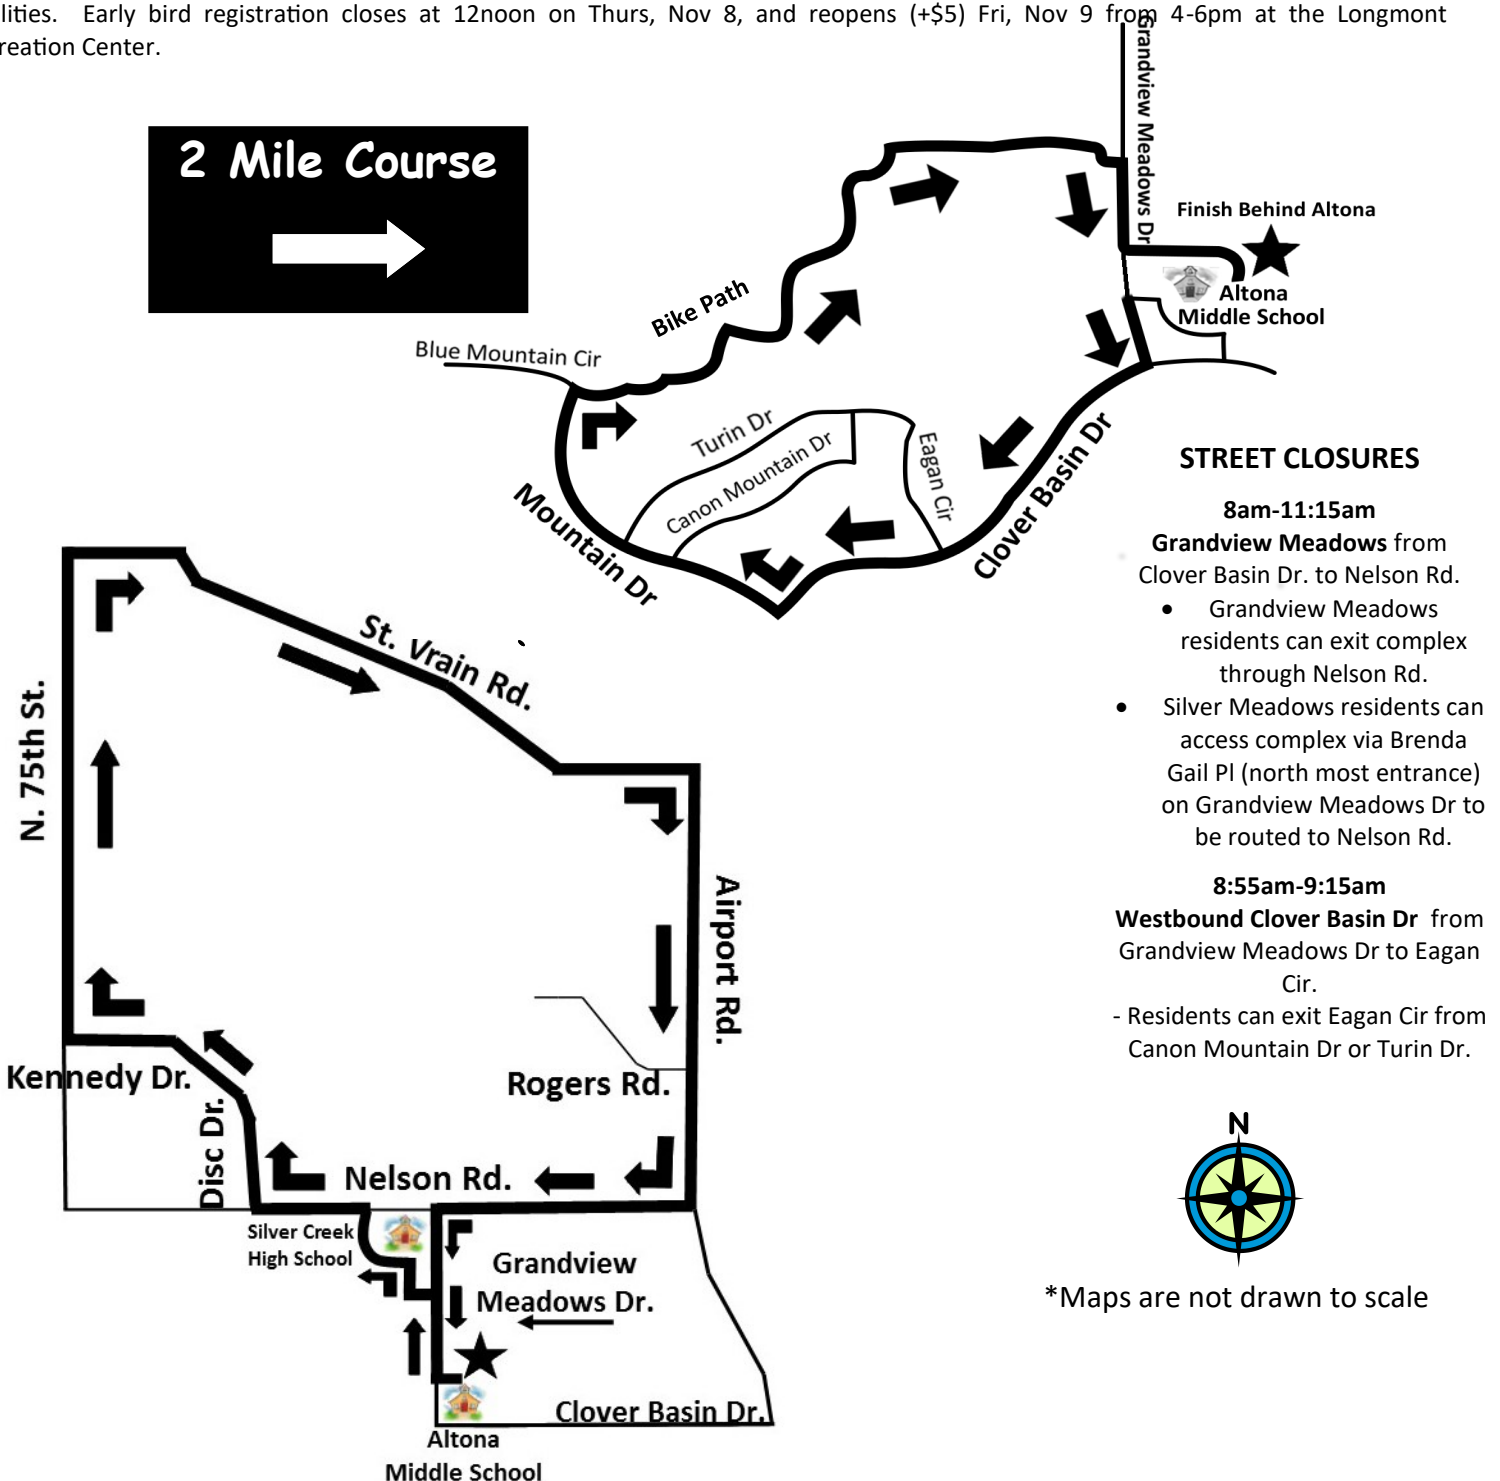 lities. Early bird registration closes at 12noon on Thurs, Nov 8, and reopens (+$5) Fri, Nov 9 from 4-6pm at the Longmont
reation Center.
2 Mile Course
Grandview Meadows Dr
Finish Behind Altona
Altona
Middle School
Bike Path
Blue Mountain Cir
Turin Dr
Canon Mountain Dr
Eagan Cir
Clover Basin Dr
Mountain Dr
STREET CLOSURES
8am-11:15am
Grandview Meadows from
Clover Basin Dr. to Nelson Rd.
• Grandview Meadows
residents can exit complex
through Nelson Rd.
• Silver Meadows residents can
access complex via Brenda
Gail Pl (north most entrance)
on Grandview Meadows Dr to
be routed to Nelson Rd.
8:55am-9:15am
Westbound Clover Basin Dr from
Grandview Meadows Dr to Eagan
Cir.
- Residents can exit Eagan Cir from
Canon Mountain Dr or Turin Dr.
N
*Maps are not drawn to scale
St. Vrain Rd.
N. 75th St.
Airport Rd.
Kennedy Dr.
Rogers Rd.
Disc Dr.
Nelson Rd.
Silver Creek
High School
Grandview
Meadows Dr.
Clover Basin Dr.
Altona
Middle School